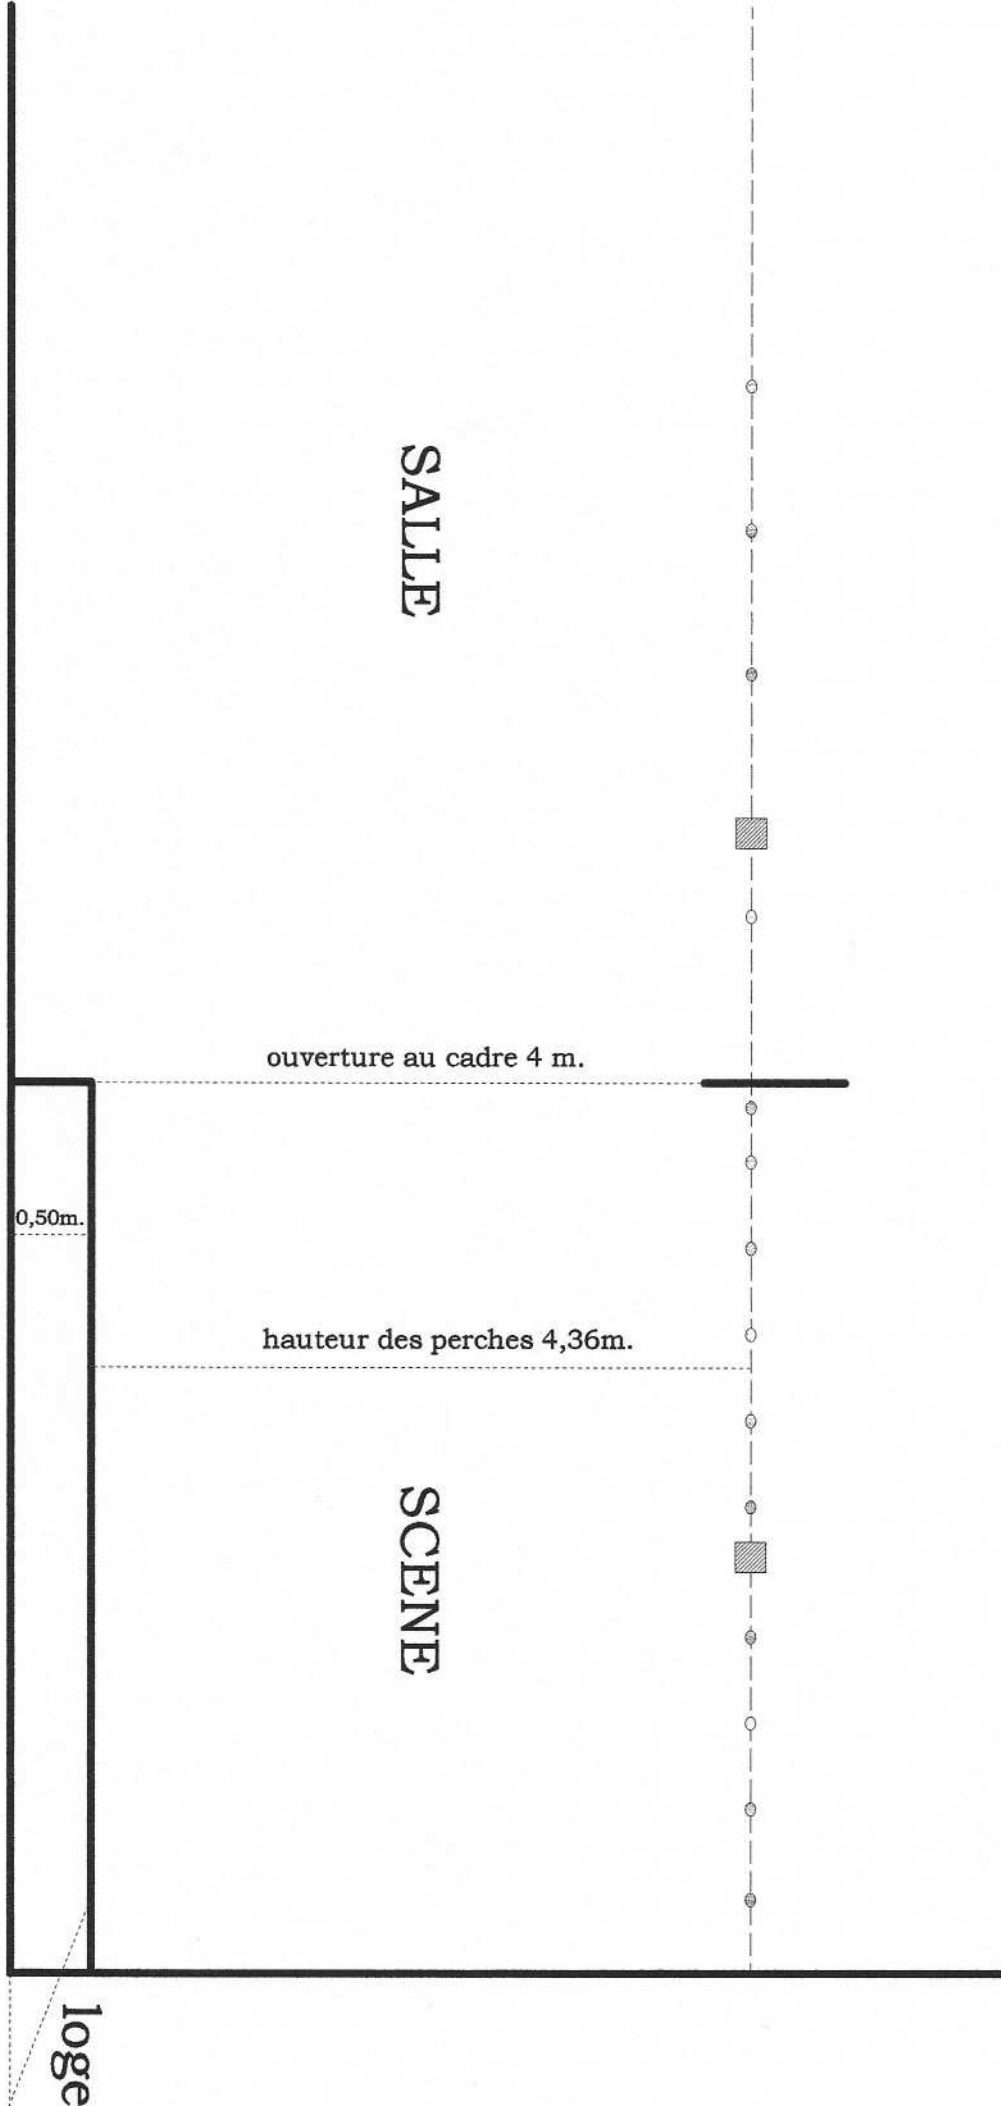 SALLE
ouverture au cadre 4 m.
0,50m.
hauteur des perches 4,36m.
SCENE
loge